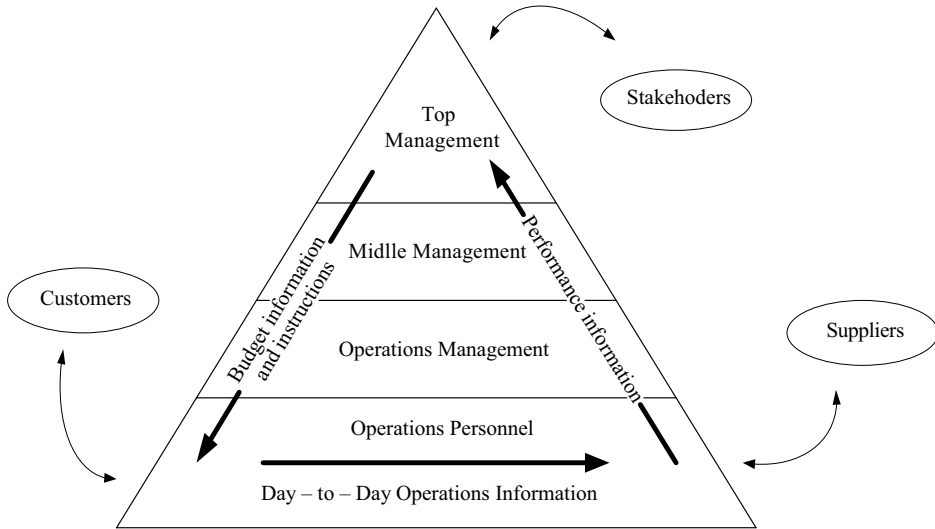 Stakehoders
Top
Management
Midlle Management
Budget information
and instructions
Performance information
Customers
Suppliers
Operations Management
Operations Personnel
Day – to – Day Operations Information